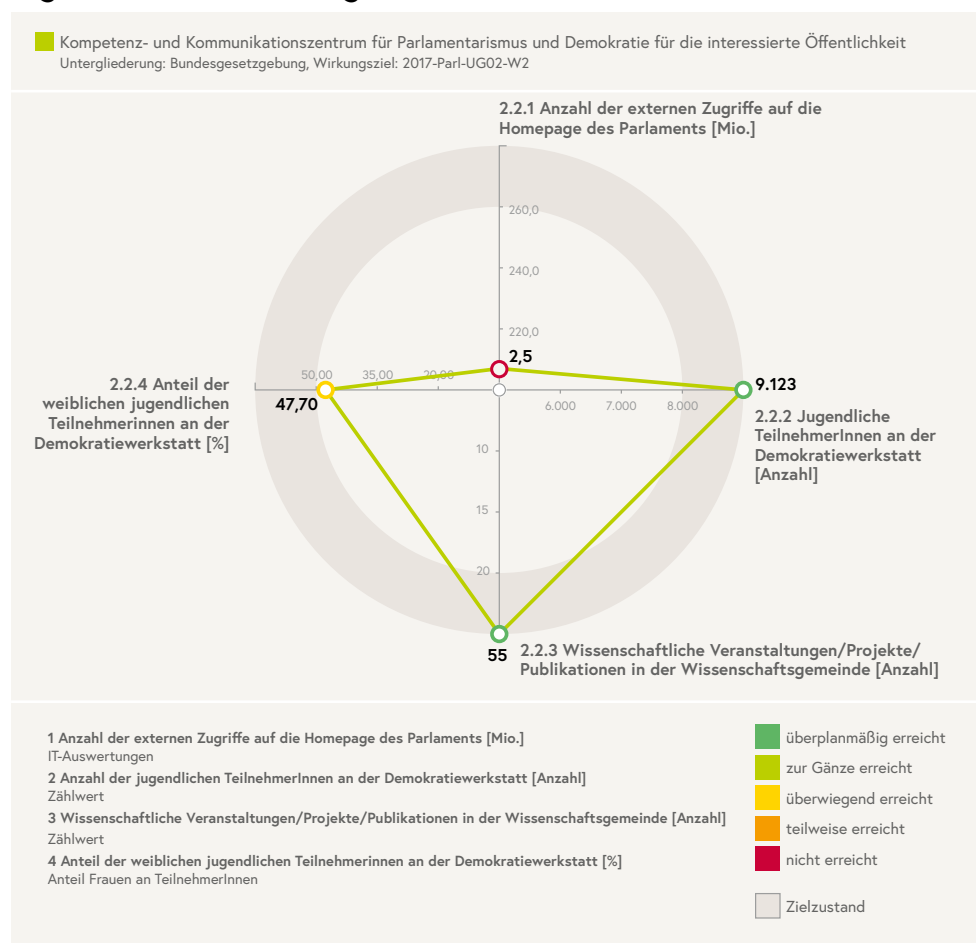 Kompetenz- und Kommunikationszentrum für Parlamentarismus und Demokratie für die interessierte Öffentlichkeit
Untergliederung: Bundesgesetzgebung, Wirkungsziel: 2017-Parl-UG02-W2
2.2.1 Anzahl der externen Zugriffe auf die
Homepage des Parlaments [Mio.]
260,0
240,0
220,0
2,5
2.2.4 Anteil der
weiblichen jugendlichen
TeilnehmerInnen an der
Demokratiewerkstatt [%]
50,00
35,00
20,00
47,70
9.123
6.000
7.000
8.000
2.2.2 Jugendliche
TeilnehmerInnen an der
Demokratiewerkstatt
[Anzahl]
10
15
20
55
2.2.3 Wissenschaftliche Veranstaltungen/Projekte/
Publikationen in der Wissenschaftsgemeinde [Anzahl]
1 Anzahl der externen Zugriffe auf die Homepage des Parlaments [Mio.]
IT-Auswertungen
2 Anzahl der jugendlichen TeilnehmerInnen an der Demokratiewerkstatt [Anzahl]
Zählwert
3 Wissenschaftliche Veranstaltungen/Projekte/Publikationen in der Wissenschaftsgemeinde [Anzahl]
Zählwert
4 Anteil der weiblichen jugendlichen Teilnehmerinnen an der Demokratiewerkstatt [%]
Anteil Frauen an TeilnehmerInnen
überplanmäßig erreicht
zur Gänze erreicht
überwiegend erreicht
teilweise erreicht
nicht erreicht
Zielzustand